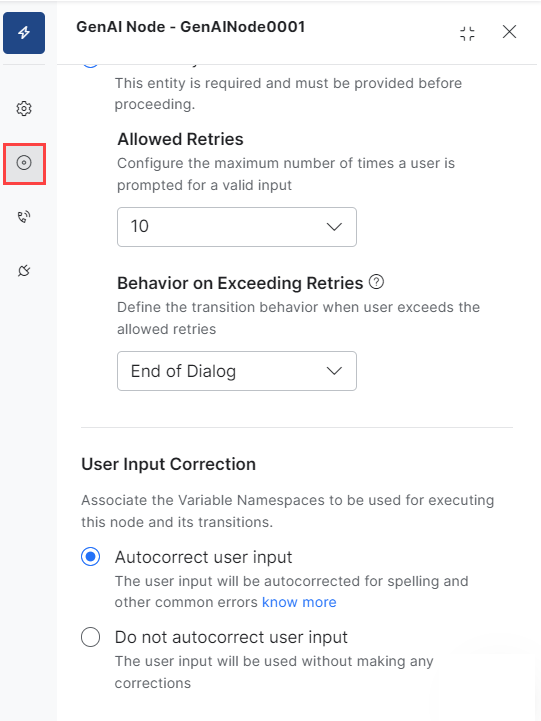 GenAI Node - GenAINode0001
This entity is required and must be provided before
proceeding.
Allowed Retries
Configure the maximum number of times a user is
prompted for a valid input
10
Behavior on Exceeding Retries
Define the transition behavior when user exceeds the
allowed retries
End of Dialog
User Input Correction
Associate the Variable Namespaces to be used for executing
this node and its transitions.
Autocorrect user input
The user input will be autocorrected for spelling and
other common errors know more
Do not autocorrect user input
The user input will be used without making any
corrections